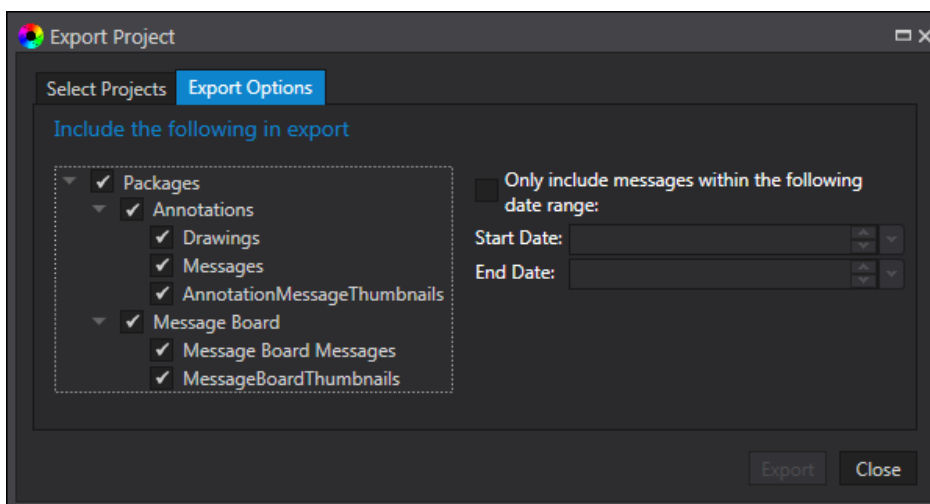 Export Project
Select Projects
Export Options
Include the following in export
Packages
Annotations
Drawings
Messages
AnnotationMessageThumbnails
Message Board
Message Board Messages
MessageBoardThumbnails
Only include messages within the following
date range:
Start Date:
End Date:
Export
Close